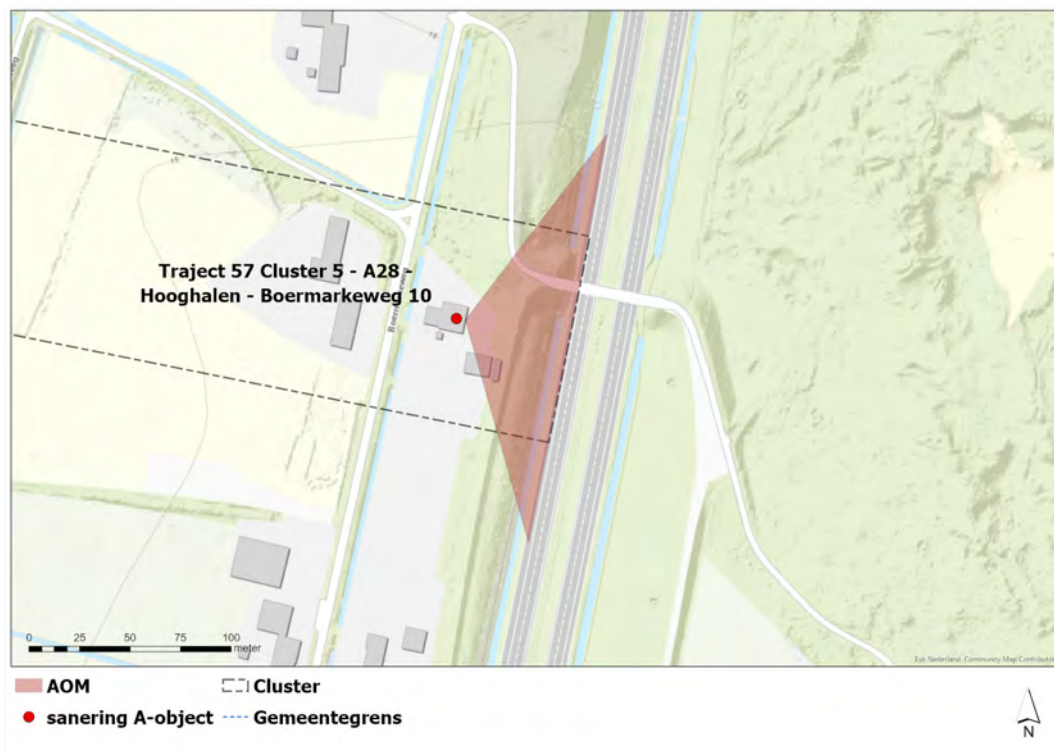 15
Traject 57 Cluster 5 - A28 -
Hooghalen - Boermarkeweg 10
0 25 50 75 100
meter
Esri Nederland, Community Map Contributors
AOM
Cluster
sanering A-object
Gemeentegrens
N